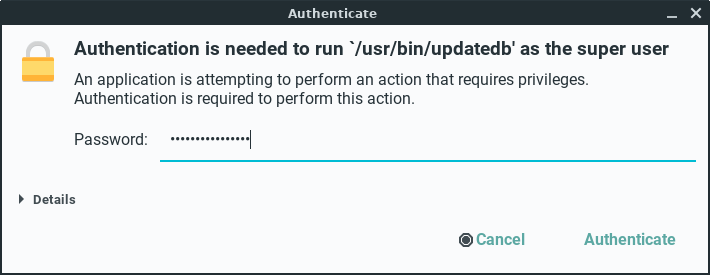 Authenticate
Authentication is needed to run `/usr/bin/updatedb' as the super user
An application is attempting to perform an action that requires privileges.
Authentication is required to perform this action.
Password: ••••••••••••••••
Details
Cancel Authenticate